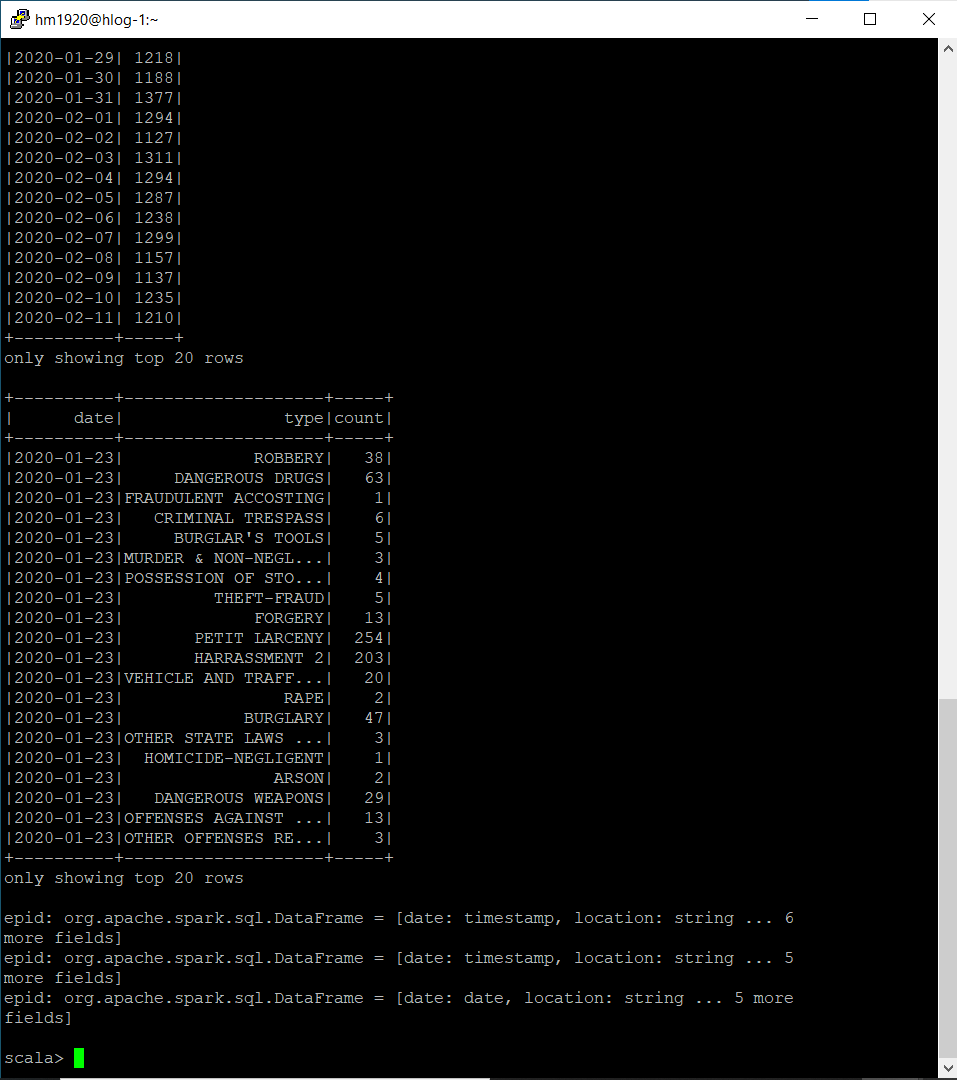 hm1920@hlog-1:~
|2020-01-29| 1218|
|2020-01-30| 1188|
|2020-01-31| 1377|
|2020-02-01| 1294|
|2020-02-02| 1127|
|2020-02-03| 1311|
|2020-02-04| 1294|
|2020-02-05| 1287|
|2020-02-06| 1238|
|2020-02-07| 1299|
|2020-02-08| 1157|
|2020-02-09| 1137|
|2020-02-10| 1235|
|2020-02-11| 1210|
+----------+-----+
only showing top 20 rows
+----------+--------------------+-----+
|      date|                type|count|
+----------+--------------------+-----+
|2020-01-23|             ROBBERY|   38|
|2020-01-23|     DANGEROUS DRUGS|   63|
|2020-01-23|FRAUDULENT ACCOSTING|    1|
|2020-01-23|   CRIMINAL TRESPASS|    6|
|2020-01-23|     BURGLAR'S TOOLS|    5|
|2020-01-23|MURDER & NON-NEGL...|    3|
|2020-01-23|POSSESSION OF STO...|    4|
|2020-01-23|         THEFT-FRAUD|    5|
|2020-01-23|             FORGERY|   13|
|2020-01-23|       PETIT LARCENY|  254|
|2020-01-23|       HARRASSMENT 2|  203|
|2020-01-23|VEHICLE AND TRAFF...|   20|
|2020-01-23|                RAPE|    2|
|2020-01-23|            BURGLARY|   47|
|2020-01-23|OTHER STATE LAWS ...|    3|
|2020-01-23|  HOMICIDE-NEGLIGENT|    1|
|2020-01-23|               ARSON|    2|
|2020-01-23|   DANGEROUS WEAPONS|   29|
|2020-01-23|OFFENSES AGAINST ...|   13|
|2020-01-23|OTHER OFFENSES RE...|    3|
+----------+--------------------+-----+
only showing top 20 rows
epid: org.apache.spark.sql.DataFrame = [date: timestamp, location: string ... 6
more fields]
epid: org.apache.spark.sql.DataFrame = [date: timestamp, location: string ... 5
more fields]
epid: org.apache.spark.sql.DataFrame = [date: date, location: string ... 5 more
fields]
scala>